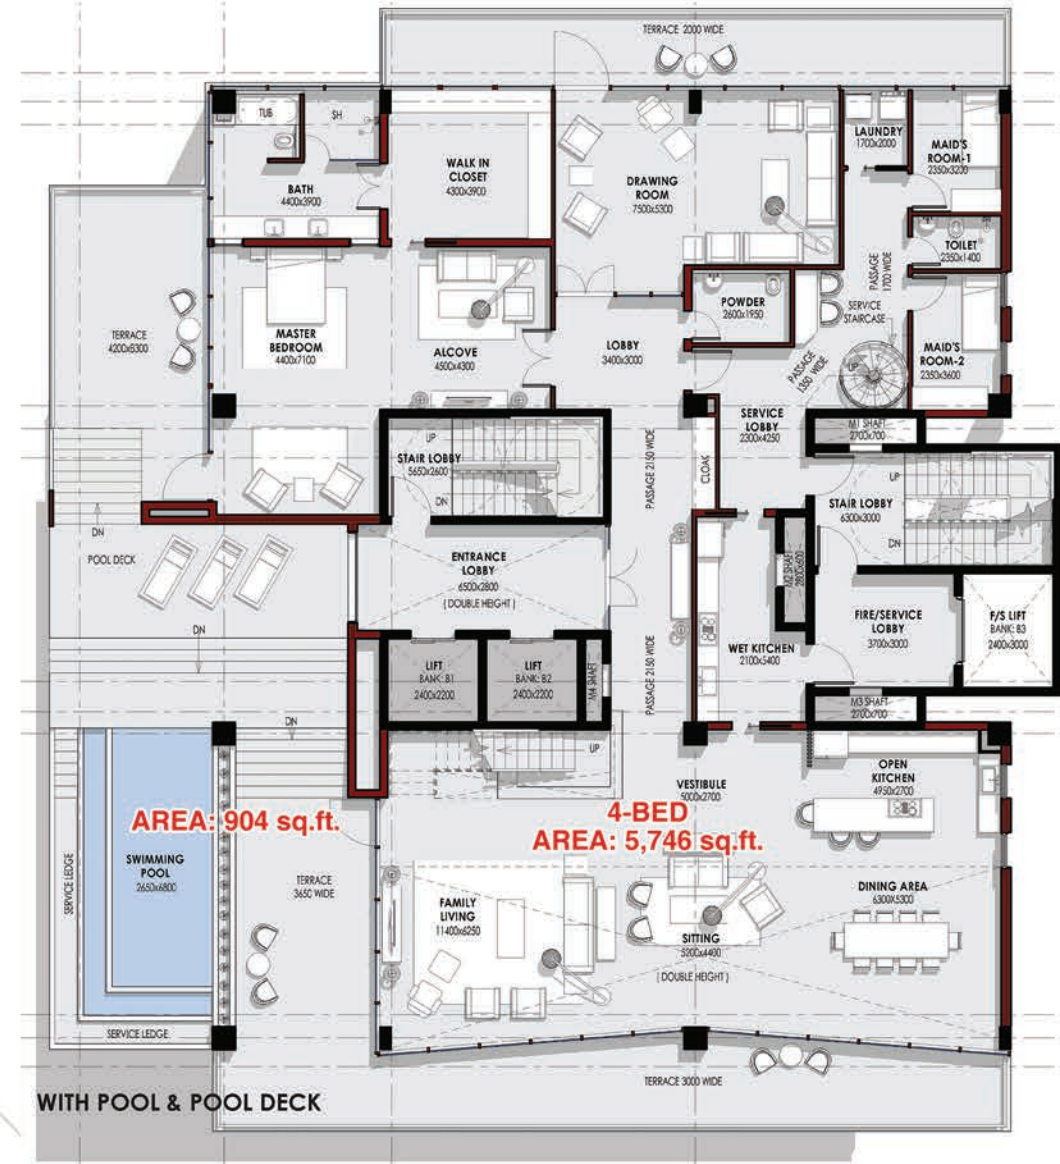 TERRACE 2000 WIDE
TUB
SH
BATH
4400x3900
WALK IN
CLOSET
4300x3900
DRAWING
ROOM
7500x5300
LAUNDRY
1700x2000
MAID'S
ROOM-1
2350x3200
TOILET
2350x1400
PASSAGE
1700 WIDE
SERVICE
STAIRCASE
POWDER
2600x1950
TERRACE
4200x8300
MASTER
BEDROOM
4400x7100
ALCOVE
4500x4300
LOBBY
3400x3000
PASSAGE
1350 WIDE
UP
MAID'S
ROOM-2
2350x3600
SERVICE
LOBBY
2300x4250
M1 SHAFT
2700x700
UP
STAIR LOBBY
5650x2600
DN
PASSAGE 2150 WIDE
CLOAK
UP
STAIR LOBBY
6300x3000
DN
DN
POOL DECK
ENTRANCE
LOBBY
6500x2800
( DOUBLE HEIGHT )
M2 SHAFT
2800x600
FIRE/SERVICE
LOBBY
3700x3000
F/S LIFT
BANK: B3
2400x3000
DN
WET KITCHEN
2100x5400
LIFT
BANK: B1
2400x2200
LIFT
BANK: B2
2400x2200
M4 SHAFT
PASSAGE 2150 WIDE
M3 SHAFT
2700x700
DN
UP
VESTIBULE
5000x2700
OPEN
KITCHEN
4950x2700
AREA: 904 sq.ft.
4-BED
AREA: 5,746 sq.ft.
SWIMMING
POOL
2650x6800
SERVICE LEDGE
TERRACE
3650 WIDE
FAMILY
LIVING
11400x6250
SITTING
5200x4400
( DOUBLE HEIGHT )
DINING AREA
6300X5300
SERVICE LEDGE
TERRACE 3000 WIDE
WITH POOL & POOL DECK